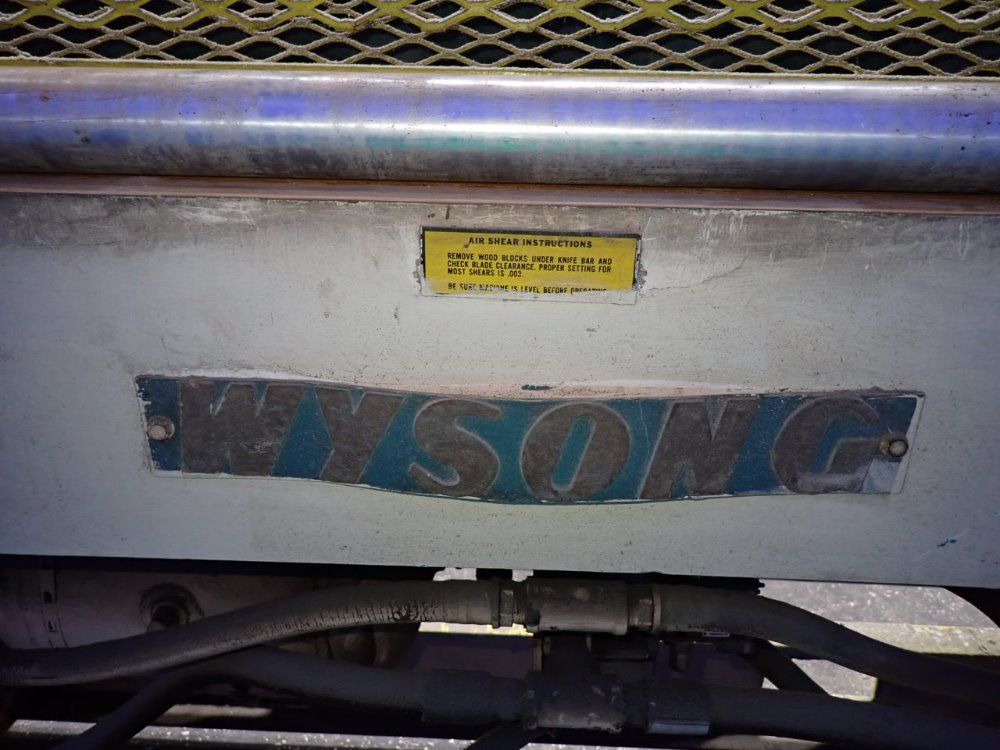 AIR SHEAR INSTRUCTIONS
REMOVE WOOD BLOCKS UNDER KNIFE BAR AND
CHECK BLADE CLEARANCE. PROPER SETTING FOR
MOST SHEARS IS .003.
BE SURE MACHINE IS LEVEL BEFORE OPERATING
WYSONG